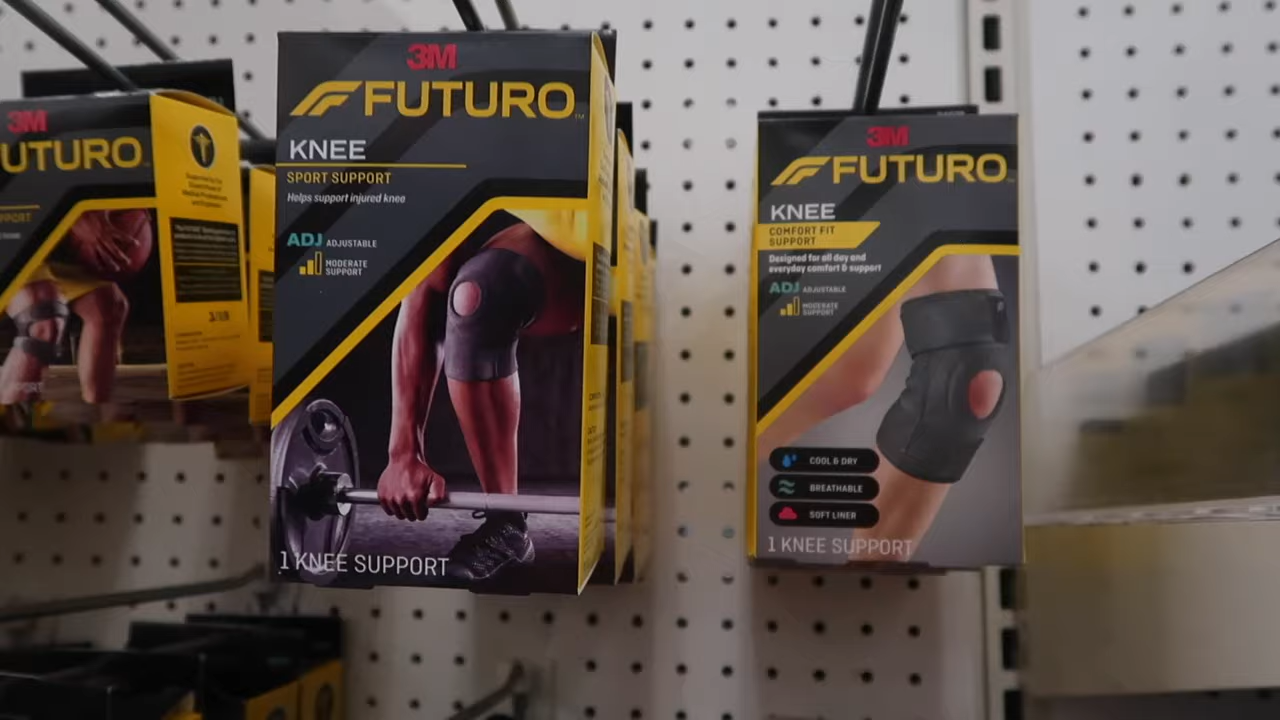 3M
UTURO
3M
FUTURO
KNEE
SPORT SUPPORT
Helps support injured knee
ADJ ADJUSTABLE
MODERATE
SUPPORT
1 KNEE SUPPORT
3M
FUTURO
KNEE
COMFORT FIT
SUPPORT
Designed for all day and
everyday comfort & support
ADJ ADJUSTABLE
MODERATE
SUPPORT
COOL & DRY
BREATHABLE
SOFT LINER
1 KNEE SUPPORT